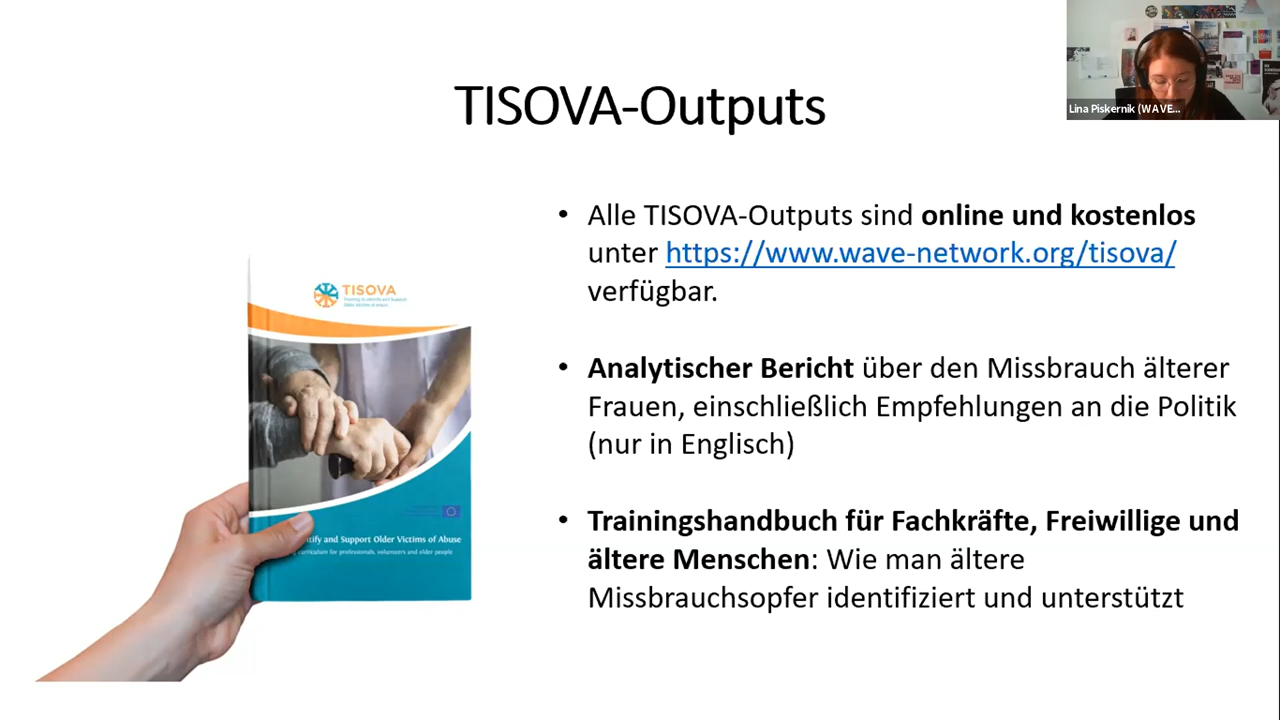 Lina Piskernik (WAVE...
TISOVA-Outputs
• Alle TISOVA-Outputs sind online und kostenlos
unter https://www.wave-network.org/tisova/
verfügbar.
• Analytischer Bericht über den Missbrauch älterer
Frauen, einschließlich Empfehlungen an die Politik
(nur in Englisch)
• Trainingshandbuch für Fachkräfte, Freiwillige und
ältere Menschen: Wie man ältere
Missbrauchsopfer identifiziert und unterstützt
TISOVA
Training to Identify and Support
Older Victims of Abuse
and Support Older Victims of Abuse
curriculum for professionals, volunteers and older people